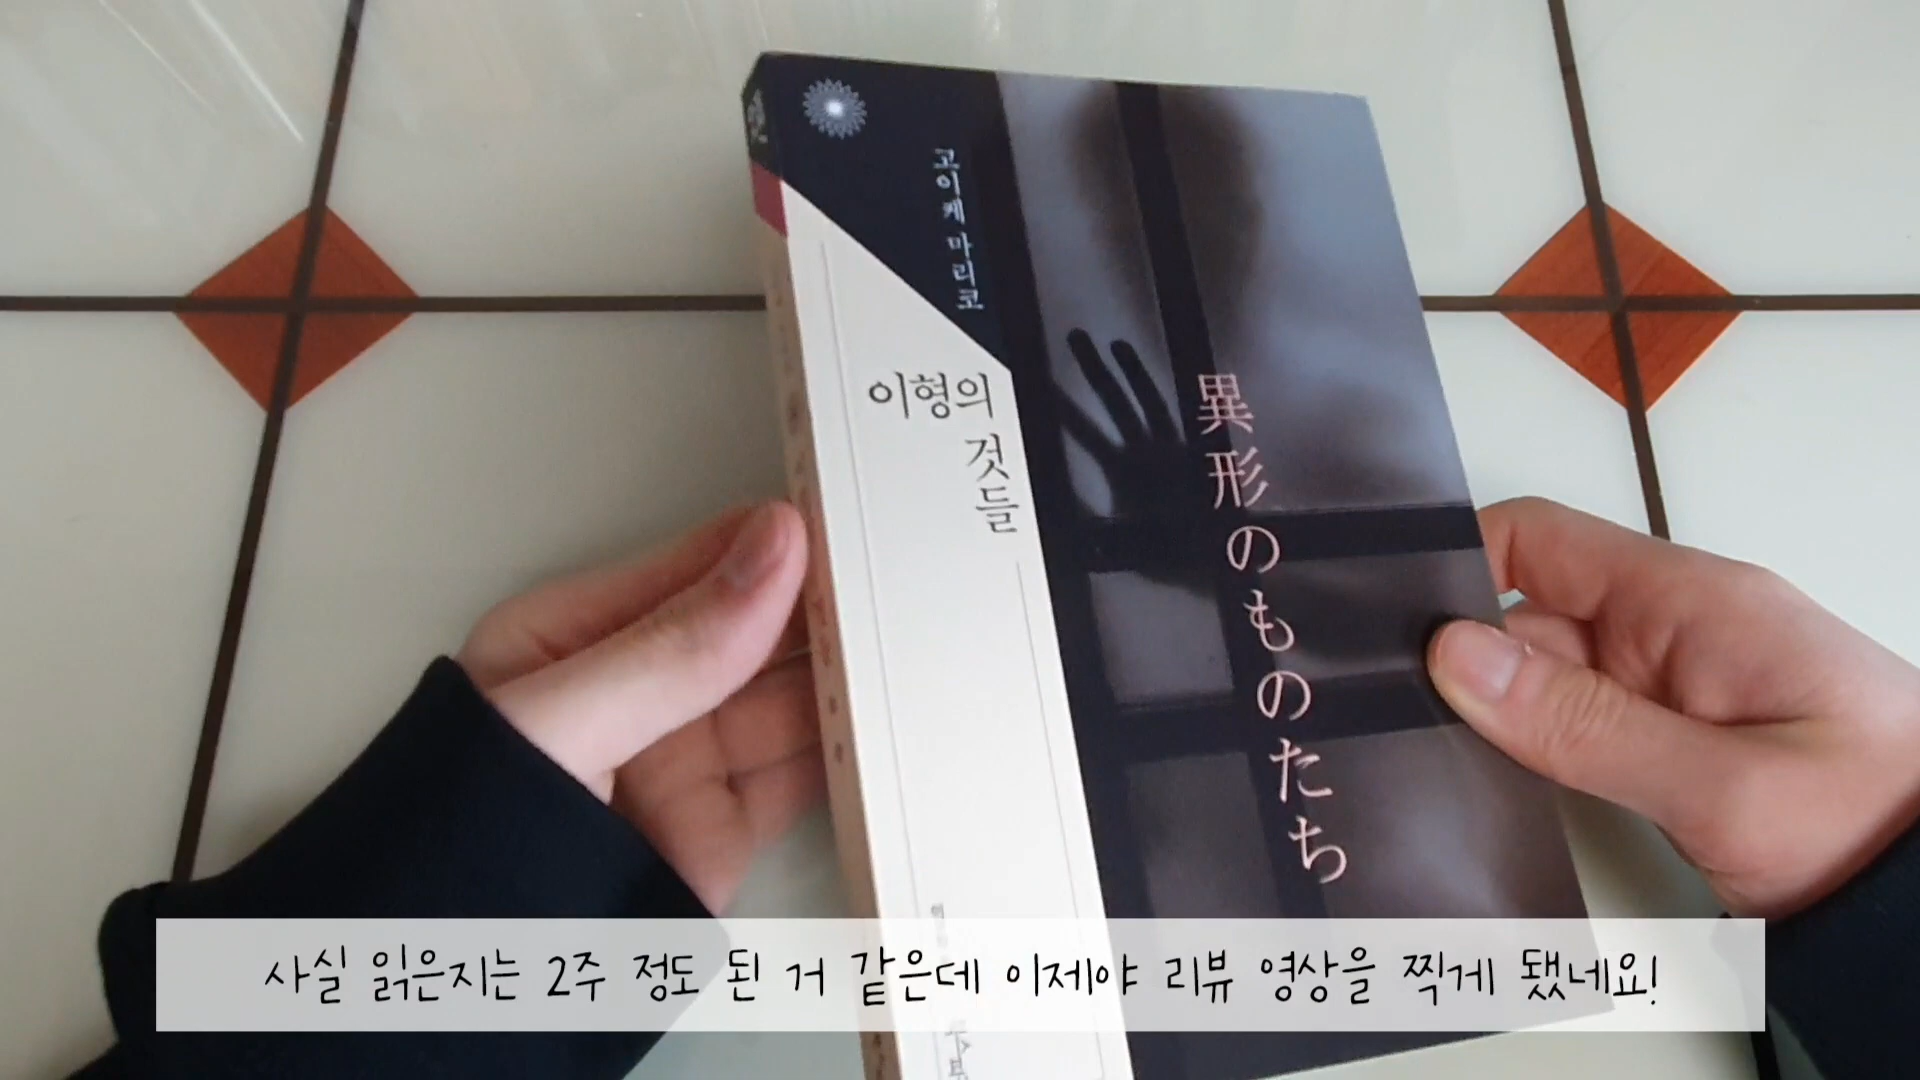 고이케 마리코
이형의
것들
異形のものたち
사실 읽은지는 2주 정도 된 거 같은데 이제야 리뷰 영상을 찍게 됐네요!